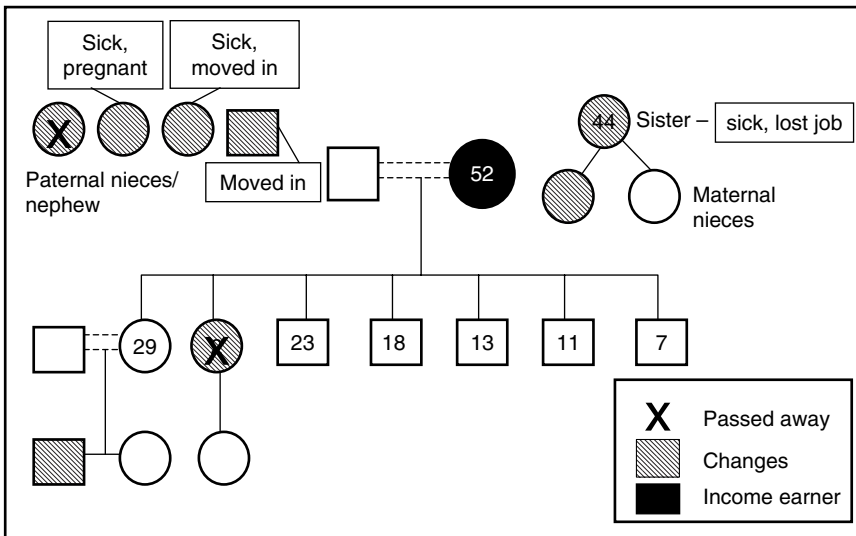 Sick,
pregnant
Sick,
moved in
X
Paternal nieces/
nephew
Moved in
52
44
Sister –
sick, lost job
Maternal
nieces
29
X
23
18
13
11
7
X Passed away
Changes
Income earner